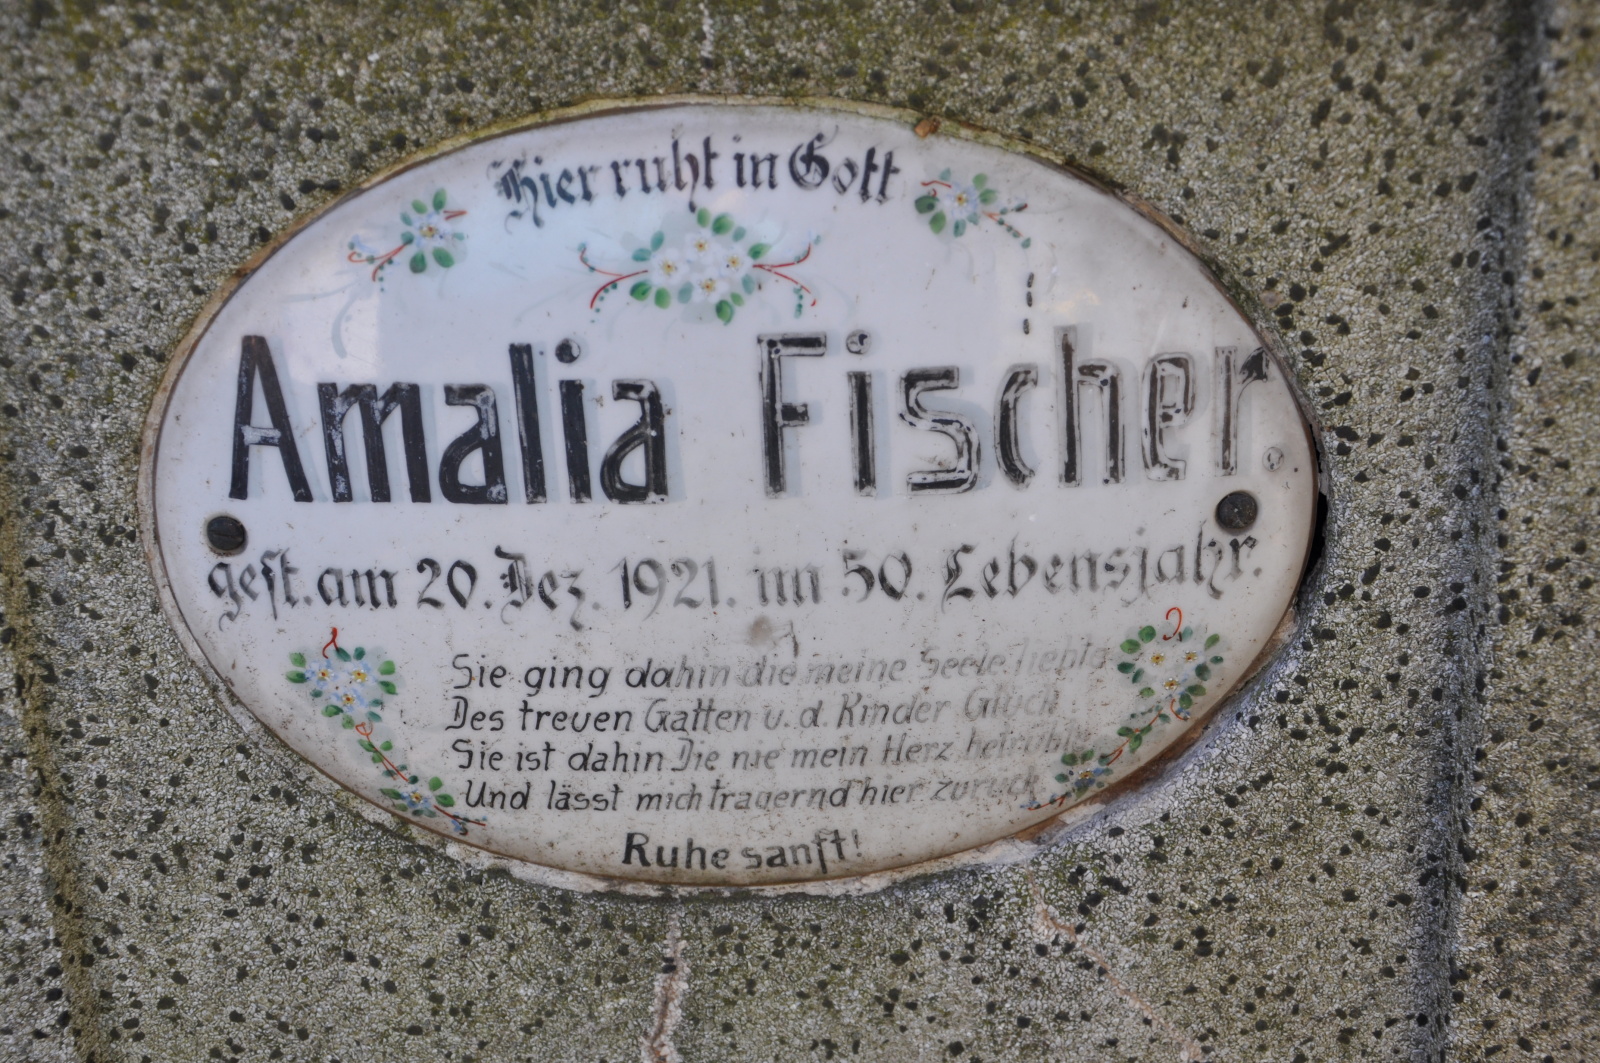 Hier ruht in Gott
Amalia Fischer.
gest. am 20. Dez. 1921. im 50. Lebensjahr.
Sie ging dahin die meine Seele liebte
Des treuen Gatten u. d. Kinder Glück
Sie ist dahin Die nie mein Herz betrübte
Und lässt mich trauernd hier zurück
Ruhe sanft!